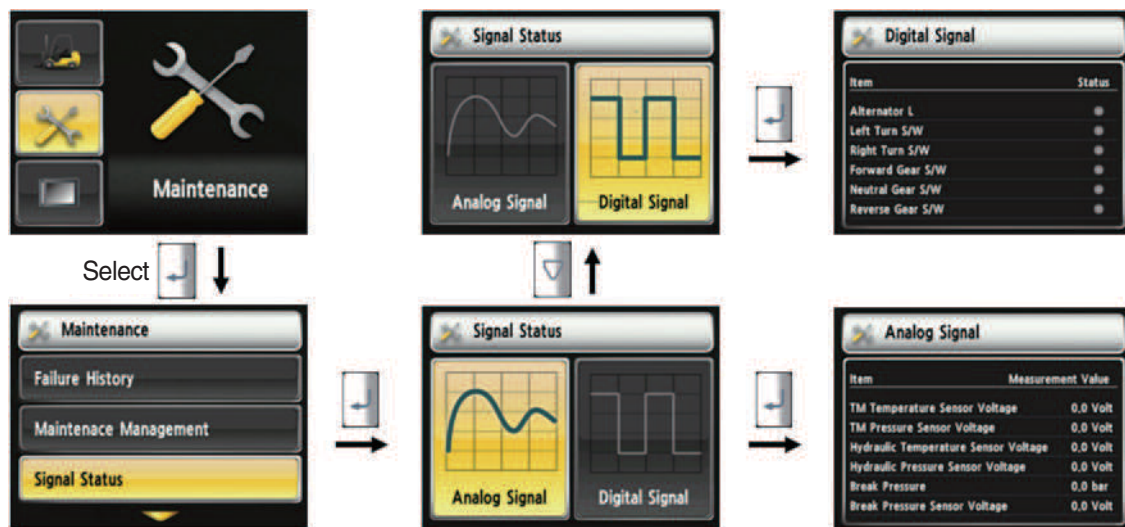 Maintenance
Select
Maintenance
Failure History
Maintenace Management
Signal Status
Signal Status
Analog Signal Digital Signal
Signal Status
Analog Signal Digital Signal
Digital Signal
Item Status
Alternator L
Left Turn S/W
Right Turn S/W
Forward Gear S/W
Neutral Gear S/W
Reverse Gear S/W
Analog Signal
Item Measurement Value
TM Temperature Sensor Voltage 0,0 Volt
TM Pressure Sensor Voltage 0,0 Volt
Hydraulic Temperature Sensor Voltage 0,0 Volt
Hydraulic Pressure Sensor Voltage 0,0 Volt
Break Pressure 0,0 bar
Break Pressure Sensor Voltage 0,0 Volt